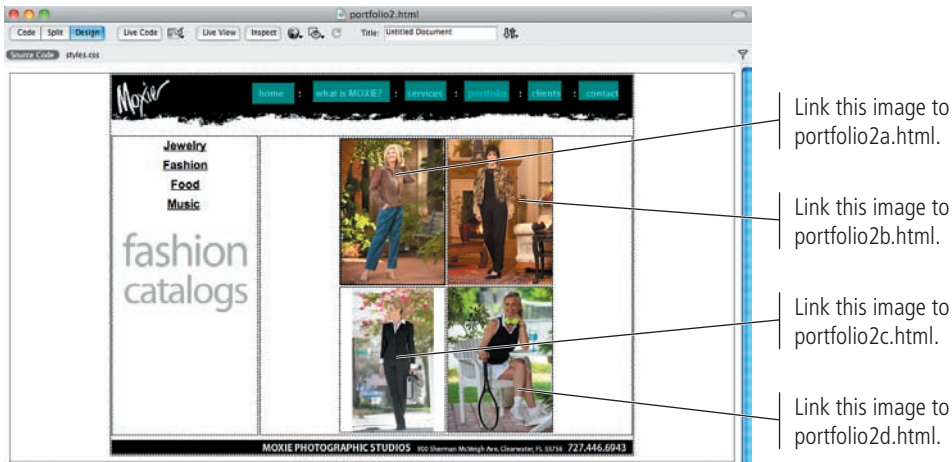 portfolio2.html
Code Split Design Live Code Live View Inspect Title: Untitled Document
Source Code styles.css
Moxie
home : what is MOXIE? : services : portfolio : clients : contact
Jewelry
Fashion
Food
Music
fashion
catalogs
MOXIE PHOTOGRAPHIC STUDIOS 900 Sherman McVeigh Ave. Clearwater, FL 33756 727.446.6943
Link this image to
portfolio2a.html.
Link this image to
portfolio2b.html.
Link this image to
portfolio2c.html.
Link this image to
portfolio2d.html.